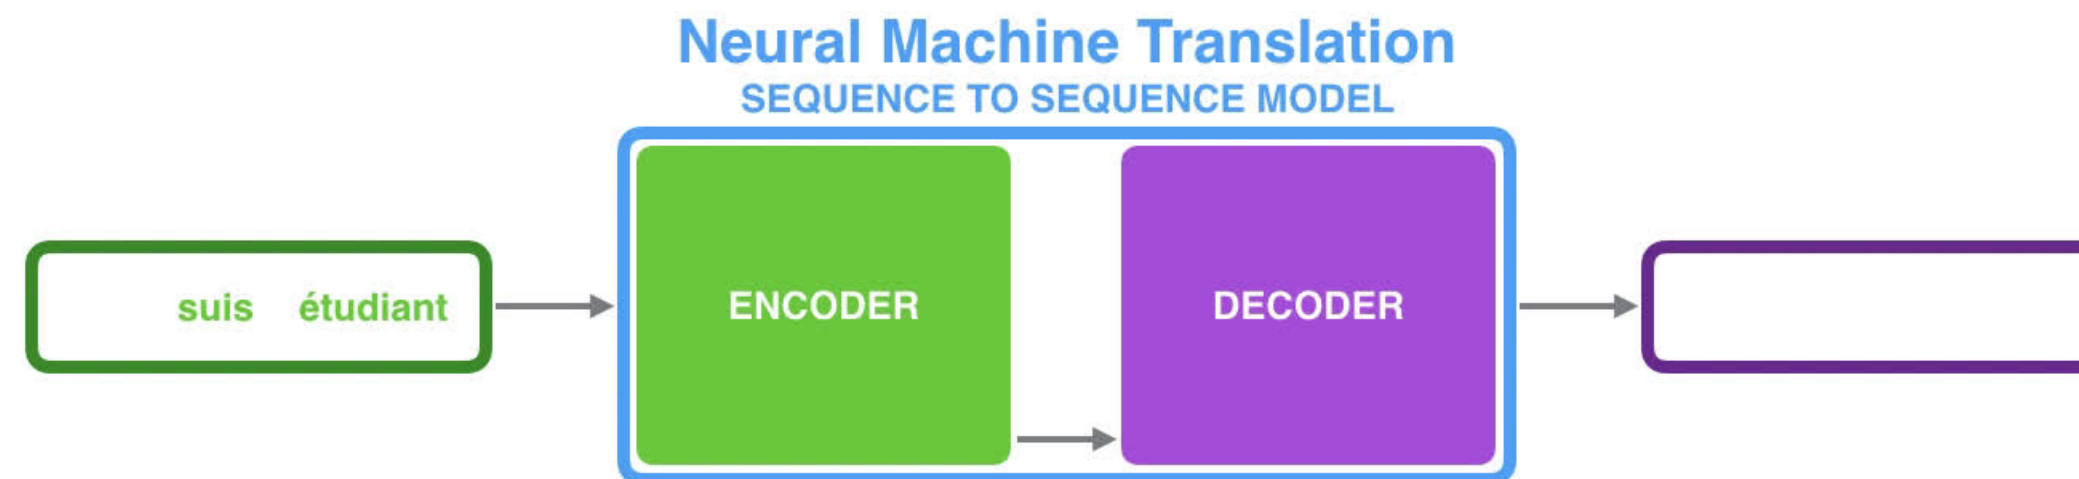 Neural Machine Translation
SEQUENCE TO SEQUENCE MODEL
suis étudiant
ENCODER
DECODER